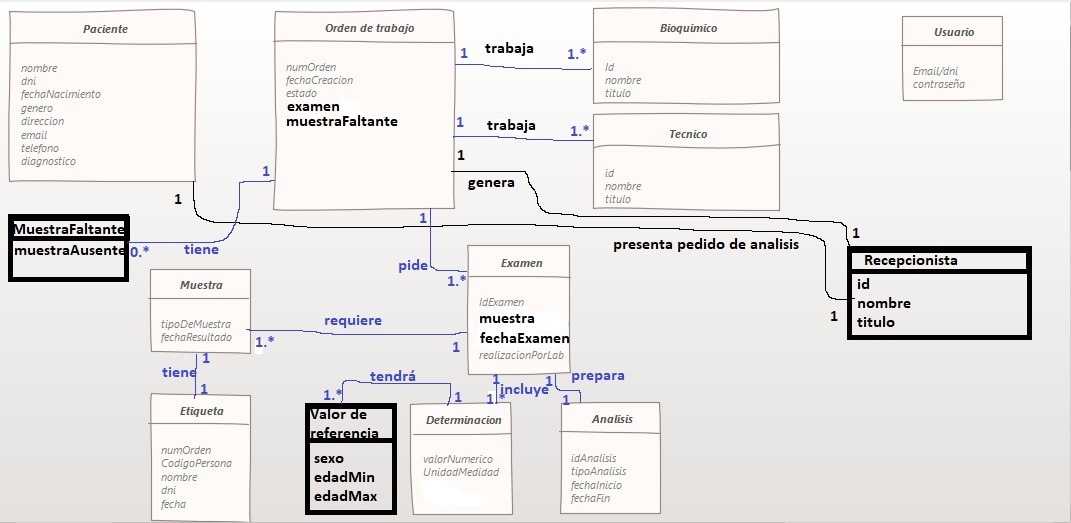 Paciente
nombre
dni
fechaNacimiento
genero
direccion
email
telefono
diagnostico
Orden de trabajo
numOrden
fechaCreacion
estado
examen
muestraFaltante
1
trabaja
1.*
Bioquimico
Id
nombre
titulo
Usuario
Email/dni
contraseña
1
trabaja
1.*
Tecnico
id
nombre
titulo
1
genera
1
1
1
presenta pedido de analisis
1
Recepcionista
id
nombre
titulo
MuestraFaltante
muestraAusente
0.*
tiene
1
pide
1.*
Examen
IdExamen
muestra
fechaExamen
realizacionPorLab
Muestra
tipoDeMuestra
fechaResultado
1.*
requiere
1
1
tiene
1
Etiqueta
numOrden
CodigoPersona
nombre
dni
fecha
1.*
tendrá
1
Valor de
referencia
sexo
edadMin
edadMax
1
incluye
1.*
Determinacion
valorNumerico
UnidadMedidad
1
prepara
1
Analisis
idAnalisis
tipoAnalisis
fechaInicio
fechaFin